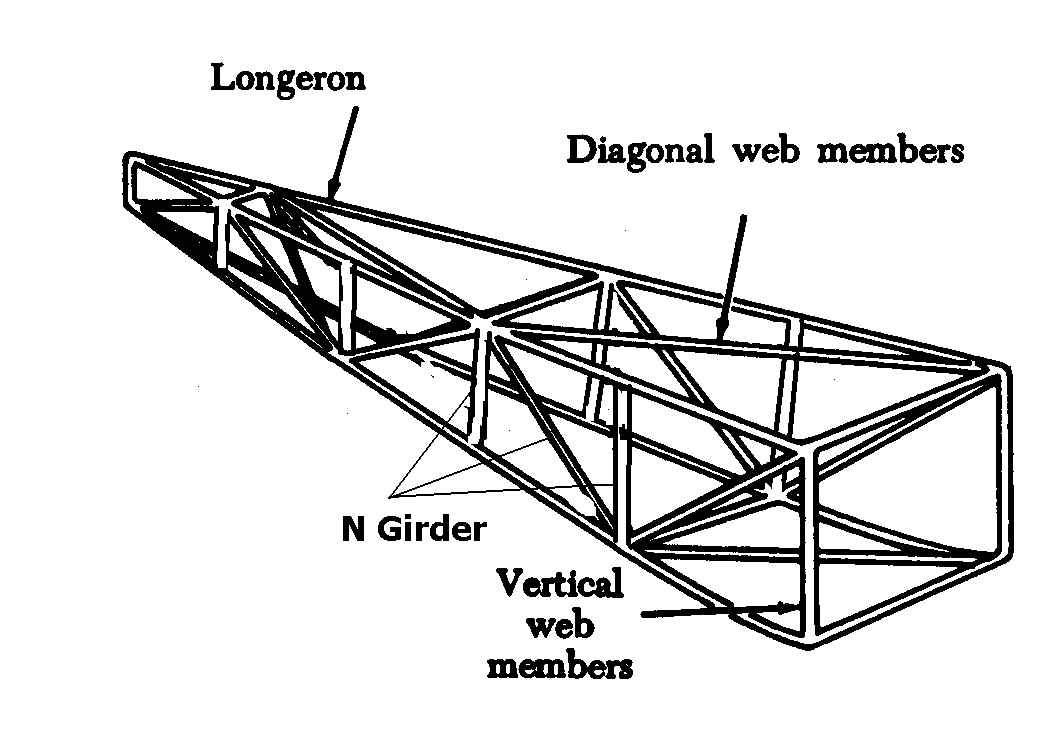 Longeron
Diagonal web members
N Girder
Vertical
web
members